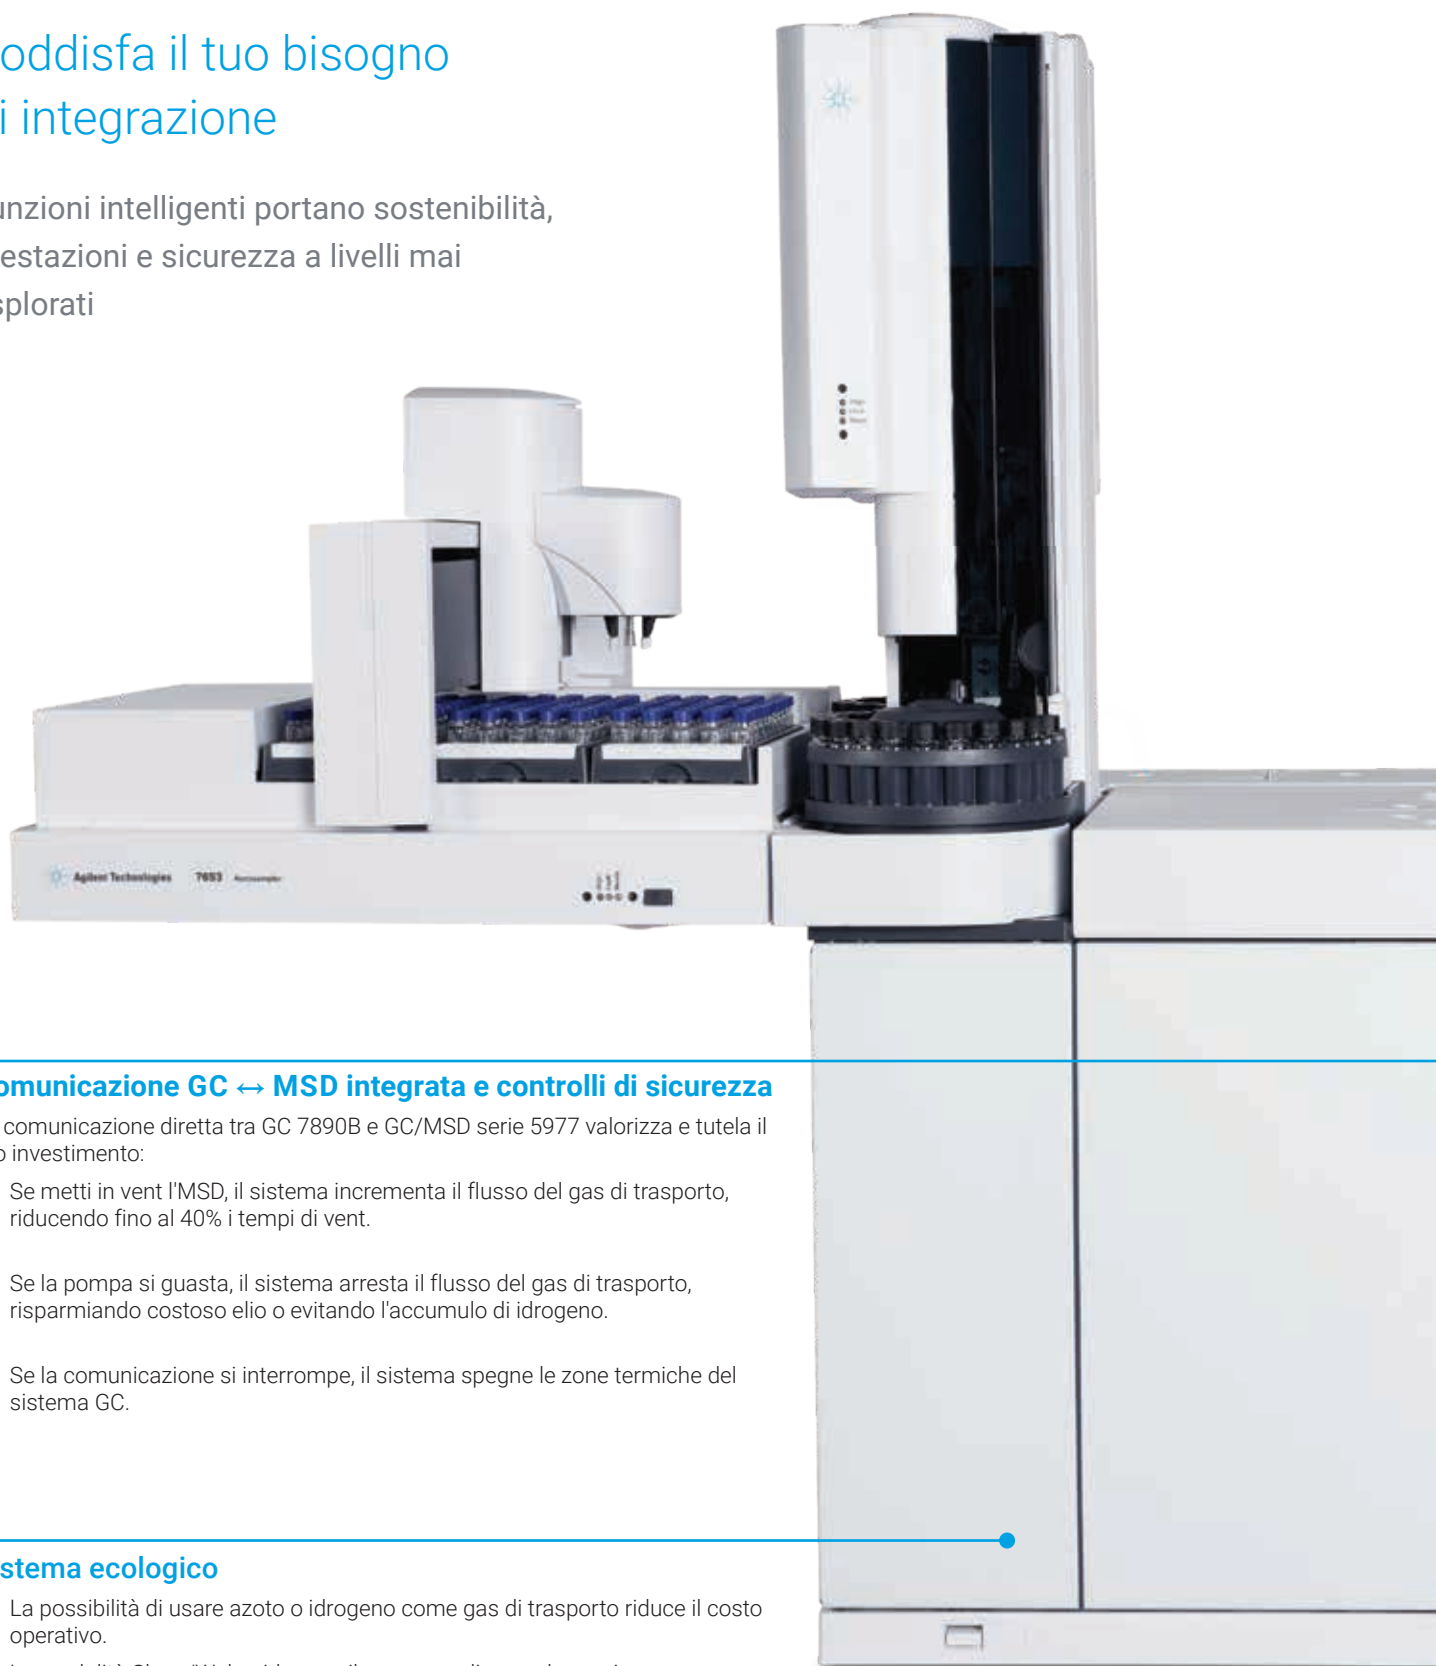 oddisfa il tuo bisogno
i integrazione
unzioni intelligenti portano sostenibilità,
estazioni e sicurezza a livelli mai
splorati
Agilent Technologies 7693 Autosampler
omunicazione GC ↔ MSD integrata e controlli di sicurezza
comunicazione diretta tra GC 7890B e GC/MSD serie 5977 valorizza e tutela il
o investimento:
Se metti in vent l'MSD, il sistema incrementa il flusso del gas di trasporto,
riducendo fino al 40% i tempi di vent.
Se la pompa si guasta, il sistema arresta il flusso del gas di trasporto,
risparmiando costoso elio o evitando l'accumulo di idrogeno.
Se la comunicazione si interrompe, il sistema spegne le zone termiche del
sistema GC.
stema ecologico
La possibilità di usare azoto o idrogeno come gas di trasporto riduce il costo
operativo.